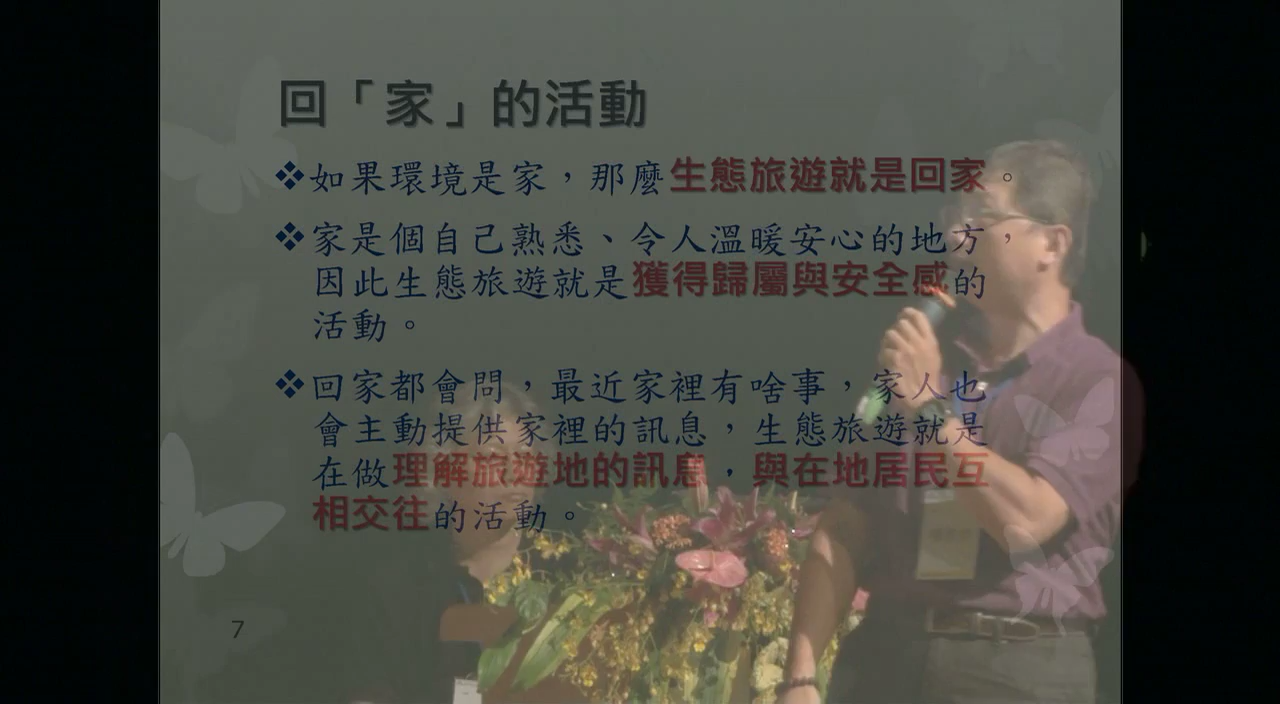 回「家」的活動
❖如果環境是家，那麼生態旅遊就是回家。
❖家是個自己熟悉、令人溫暖安心的地方，
因此生態旅遊就是獲得歸屬與安全感的
活動。
❖回家都會問，最近家裡有啥事，家人也
會主動提供家裡的訊息，生態旅遊就是
在做理解旅遊地的訊息，與在地居民互
相交往的活動。
7